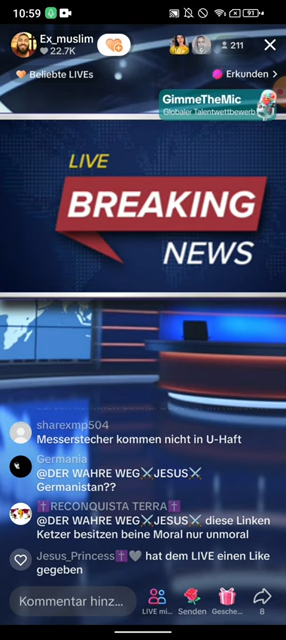 10:59
91
Ex_muslim
22.7K
211
Beliebte LIVEs
Erkunden >
GimmeTheMic
Globaler Talentwettbewerb
LIVE
BREAKING
NEWS
sharexmp504
Messerstecher kommen nicht in U-Haft
Germania
@DER WAHRE WEG⚔️JESUS⚔️
Germanistan??
✝️RECONQUISTA TERRA✝️
@DER WAHRE WEG⚔️JESUS⚔️ diese Linken
Ketzer besitzen beine Moral nur unmoral
Jesus_Princess✝️🩶 hat dem LIVE einen Like
gegeben
Kommentar hinz...
LIVE mi...
Senden
Gesche...
8